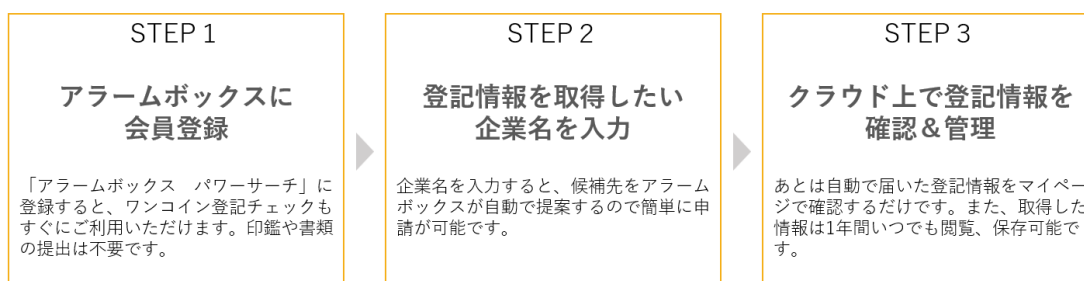 STEP 1
アラームボックスに
会員登録
「アラームボックス　パワーサーチ」に
登録すると、ワンコイン登記チェックも
すぐにご利用いただけます。印鑑や書類
の提出は不要です。
STEP 2
登記情報を取得したい
企業名を入力
企業名を入力すると、候補先をアラーム
ボックスが自動で提案するので簡単に申
請が可能です。
STEP 3
クラウド上で登記情報を
確認＆管理
あとは自動で届いた登記情報をマイペー
ジで確認するだけです。また、取得した
情報は1年間いつでも閲覧、保存可能で
す。